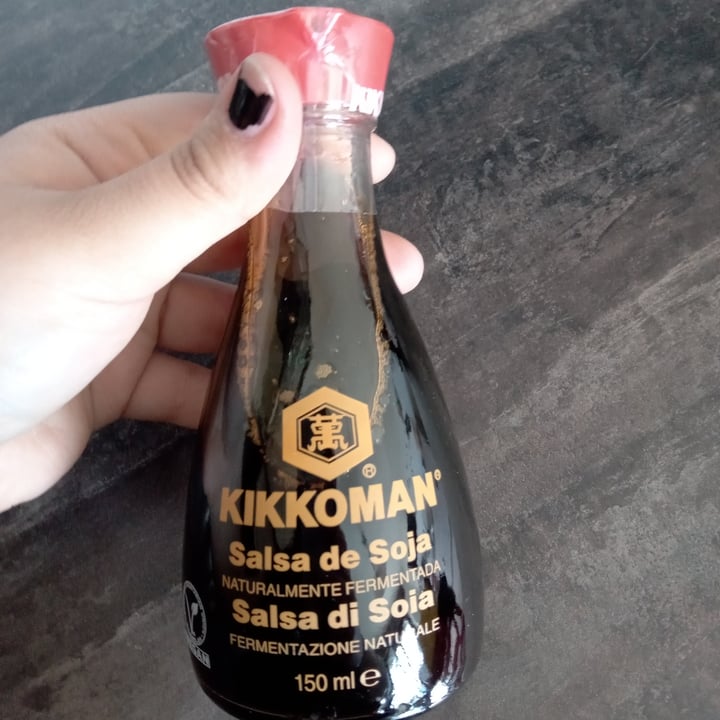 萬
KIKKOMAN®
Salsa de Soja
NATURALMENTE FERMENTADA
Salsa di Soia
FERMENTAZIONE NATURALE
150 ml e